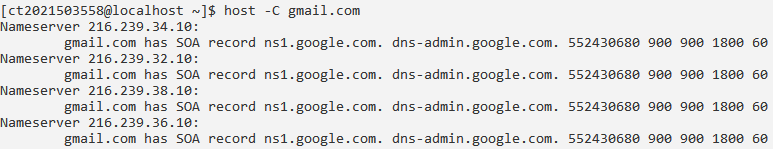 [ct2021503558@localhost ~]$ host -C gmail.com
Nameserver 216.239.34.10:
        gmail.com has SOA record ns1.google.com. dns-admin.google.com. 552430680 900 900 1800 60
Nameserver 216.239.32.10:
        gmail.com has SOA record ns1.google.com. dns-admin.google.com. 552430680 900 900 1800 60
Nameserver 216.239.38.10:
        gmail.com has SOA record ns1.google.com. dns-admin.google.com. 552430680 900 900 1800 60
Nameserver 216.239.36.10:
        gmail.com has SOA record ns1.google.com. dns-admin.google.com. 552430680 900 900 1800 60